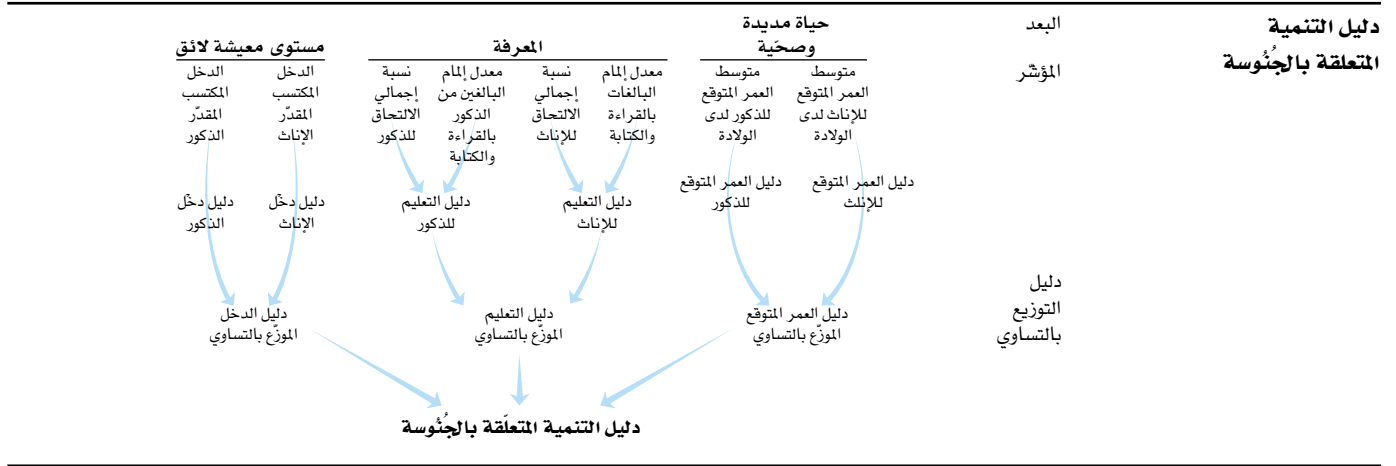 دليل التنمية
المتعلقة بالجُنُوسة
البعد
حياة مديدة
وصحّية
المعرفة
مستوى معيشة لائق
المؤشّر
متوسط
العمر المتوقع
للإناث لدى
الولادة
متوسط
العمر المتوقع
للذكور لدى
الولادة
معدل إلمام
البالغات
بالقراءة
والكتابة
نسبة
إجمالي
الالتحاق
للإناث
معدل إلمام
البالغين من
الذكور
بالقراءة
والكتابة
نسبة
إجمالي
الالتحاق
للذكور
الدخل
المكتسب
المقدّر
الإناث
الدخل
المكتسب
المقدّر
الذكور
دليل العمر المتوقع
للإنلث
دليل العمر المتوقع
للذكور
دليل التعليم
للإناث
دليل التعليم
للذكور
دليل دخّل
الإناث
دليل دخّل
الذكور
دليل
التوزيع
بالتساوي
دليل العمر المتوقع
الموزّع بالتساوي
دليل التعليم
الموزّع بالتساوي
دليل الدخل
الموزّع بالتساوي
دليل التنمية المتعلّقة بالجُنُوسة